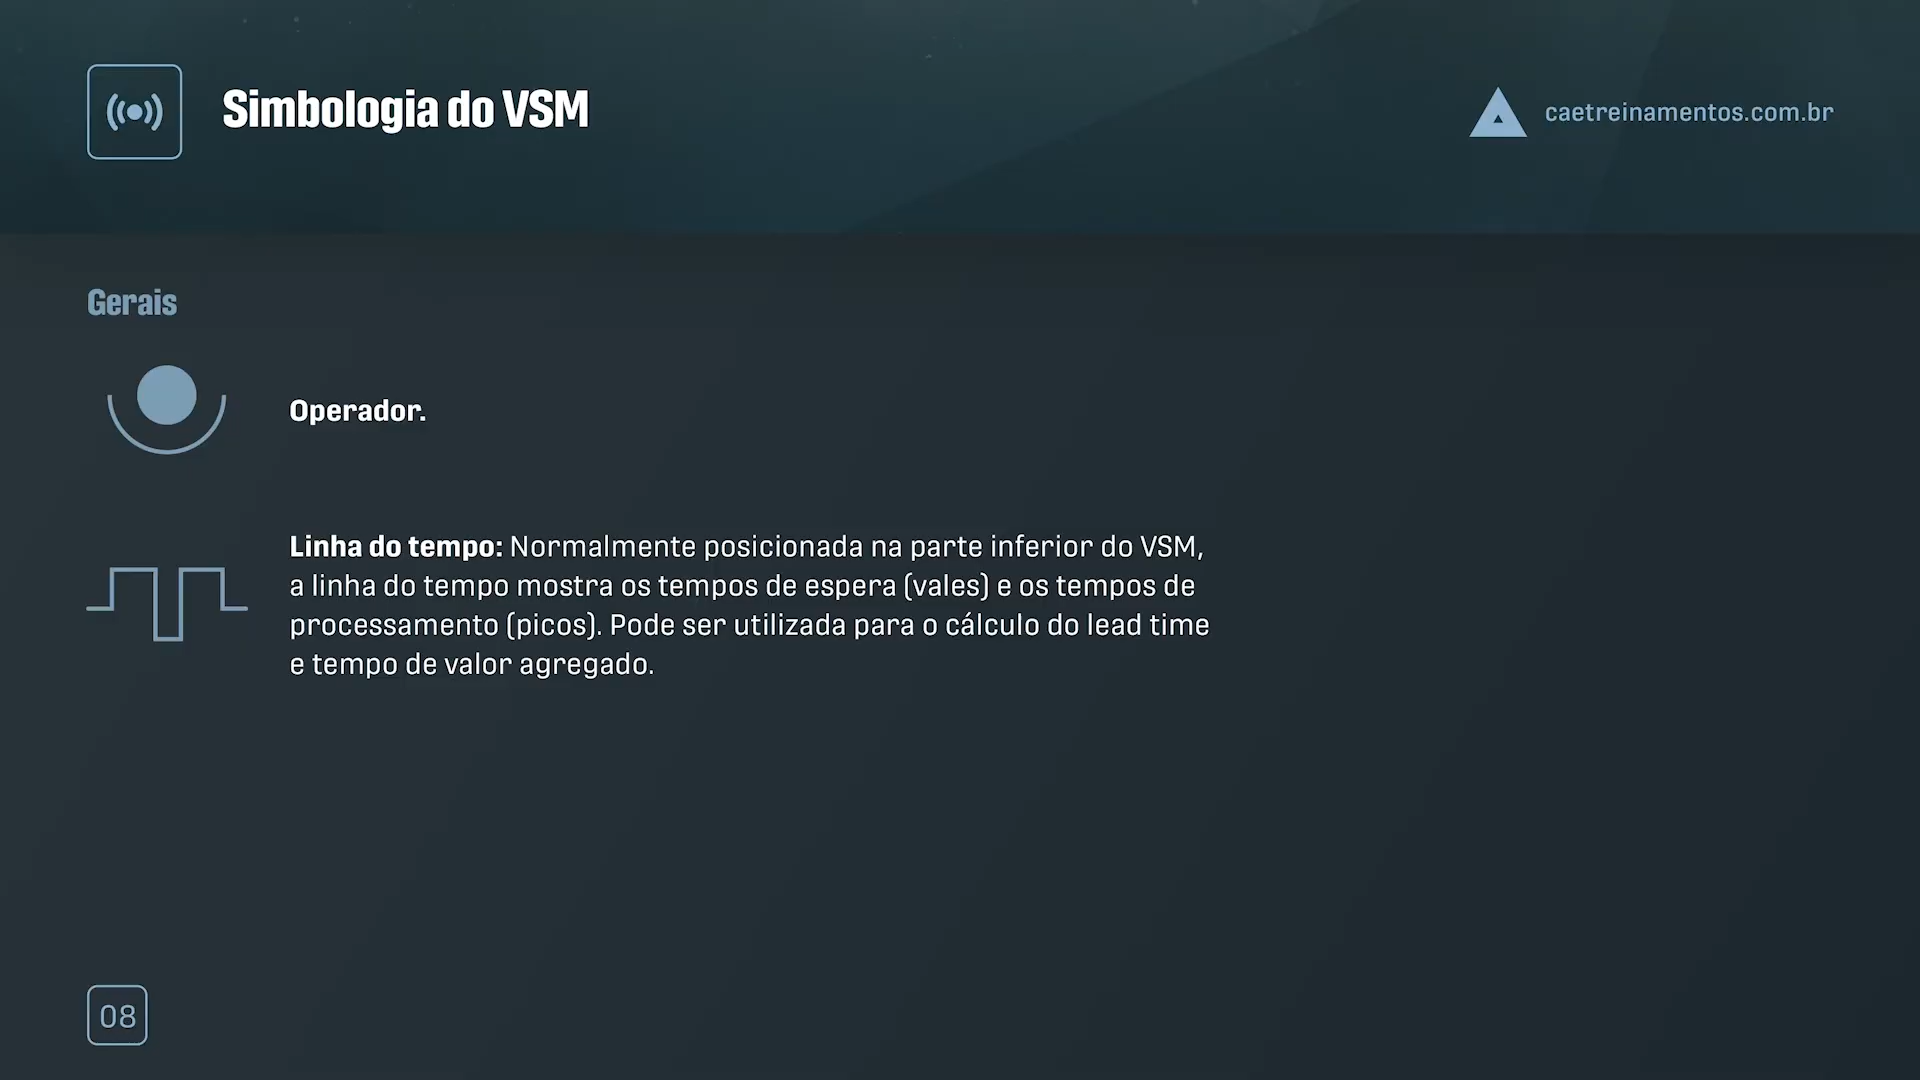 Simbologia do VSM
caetreinamentos.com.br
Gerais
Operador.
Linha do tempo: Normalmente posicionada na parte inferior do VSM,
a linha do tempo mostra os tempos de espera (vales) e os tempos de
processamento (picos). Pode ser utilizada para o cálculo do lead time
e tempo de valor agregado.
08